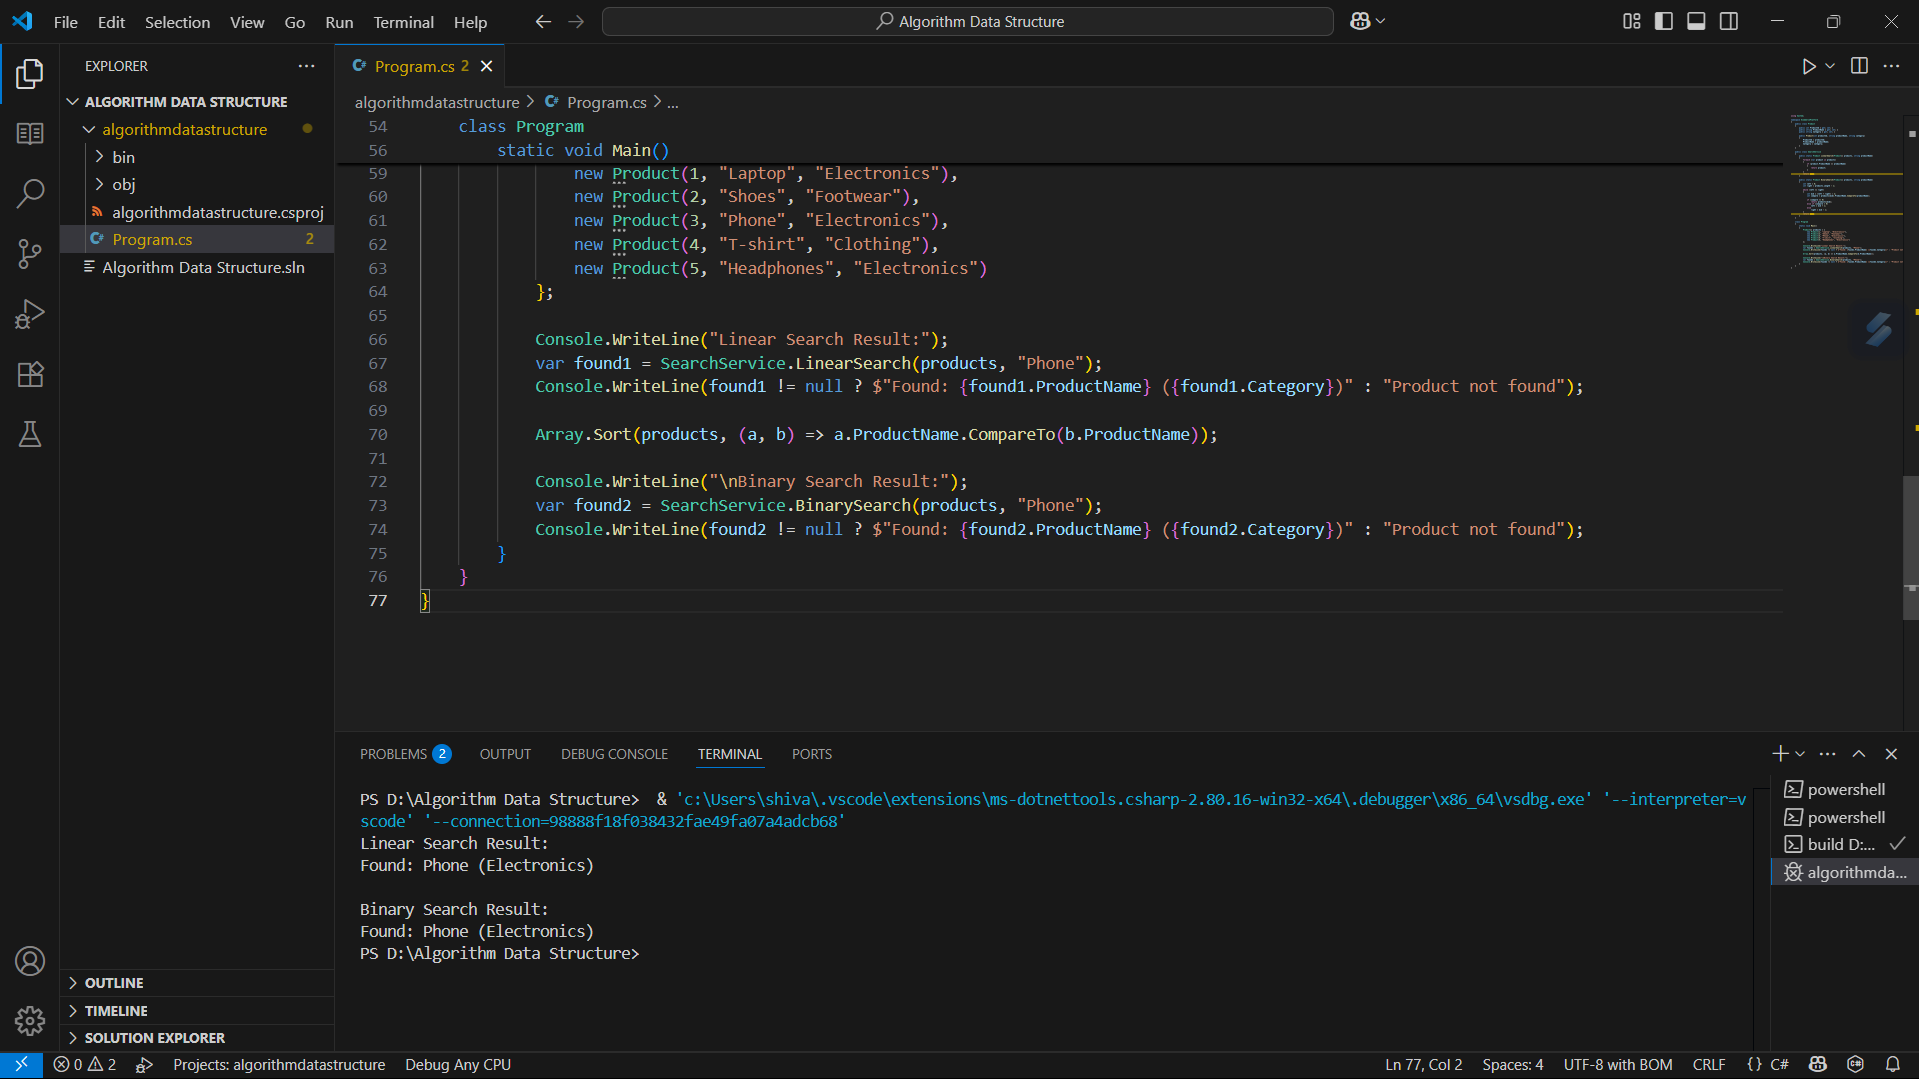 File Edit Selection View Go Run Terminal Help
Algorithm Data Structure
EXPLORER
ALGORITHM DATA STRUCTURE
algorithmdatastructure
bin
obj
algorithmdatastructure.csproj
Program.cs 2
Algorithm Data Structure.sln
OUTLINE
TIMELINE
SOLUTION EXPLORER
Program.cs 2
algorithmdatastructure > Program.cs > ...
54 class Program
56 static void Main()
59 new Product(1, "Laptop", "Electronics"),
60 new Product(2, "Shoes", "Footwear"),
61 new Product(3, "Phone", "Electronics"),
62 new Product(4, "T-shirt", "Clothing"),
63 new Product(5, "Headphones", "Electronics")
64 };
65
66 Console.WriteLine("Linear Search Result:");
67 var found1 = SearchService.LinearSearch(products, "Phone");
68 Console.WriteLine(found1 != null ? $"Found: {found1.ProductName} ({found1.Category})" : "Product not found");
69
70 Array.Sort(products, (a, b) => a.ProductName.CompareTo(b.ProductName));
71
72 Console.WriteLine("\nBinary Search Result:");
73 var found2 = SearchService.BinarySearch(products, "Phone");
74 Console.WriteLine(found2 != null ? $"Found: {found2.ProductName} ({found2.Category})" : "Product not found");
75 }
76 }
77 }
PROBLEMS 2 OUTPUT DEBUG CONSOLE TERMINAL PORTS
PS D:\Algorithm Data Structure>  & 'c:\Users\shiva\.vscode\extensions\ms-dotnettools.csharp-2.80.16-win32-x64\.debugger\x86_64\vsdbg.exe' '--interpreter=v
scode' '--connection=98888f18f038432fae49fa07a4adcb68'
Linear Search Result:
Found: Phone (Electronics)
Binary Search Result:
Found: Phone (Electronics)
PS D:\Algorithm Data Structure>
powershell
powershell
build D:...
algorithmda...
0 2 Projects: algorithmdatastructure Debug Any CPU Ln 77, Col 2 Spaces: 4 UTF-8 with BOM CRLF {} C#